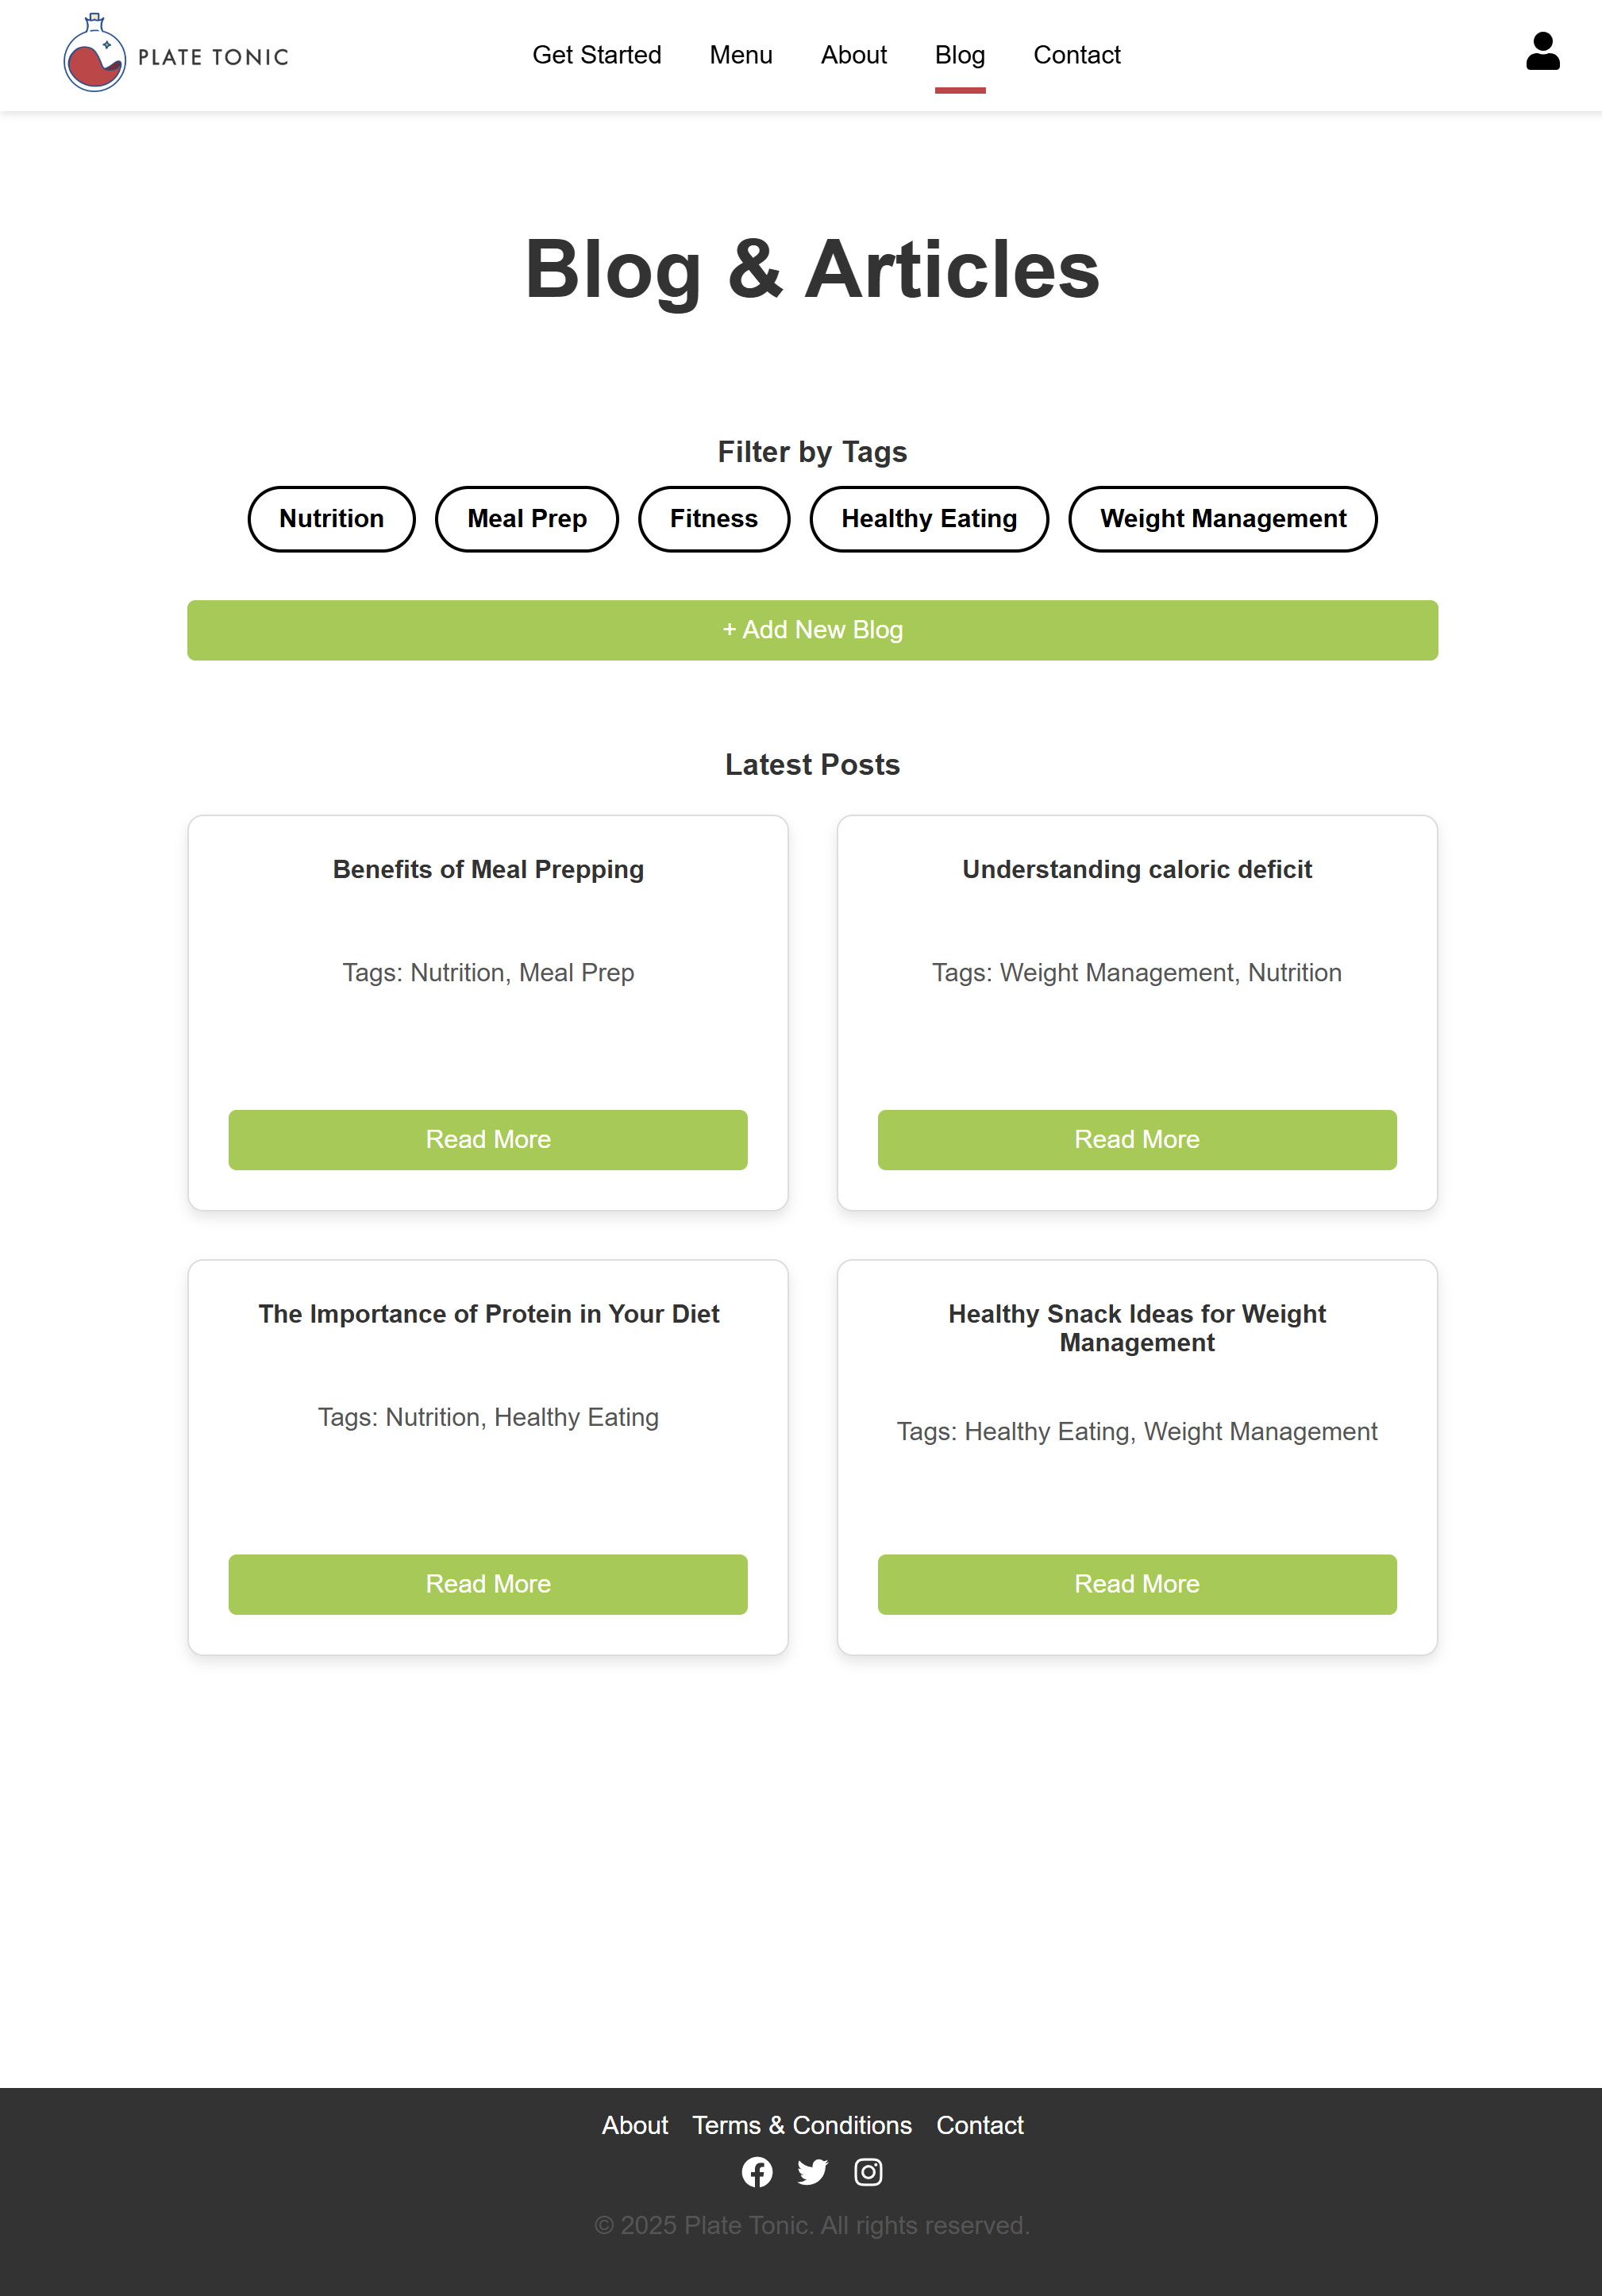 PLATE TONIC
Get Started Menu About Blog Contact
Blog & Articles
Filter by Tags
Nutrition Meal Prep Fitness Healthy Eating Weight Management
+ Add New Blog
Latest Posts
Benefits of Meal Prepping
Tags: Nutrition, Meal Prep
Read More
Understanding caloric deficit
Tags: Weight Management, Nutrition
Read More
The Importance of Protein in Your Diet
Tags: Nutrition, Healthy Eating
Read More
Healthy Snack Ideas for Weight
Management
Tags: Healthy Eating, Weight Management
Read More
About Terms & Conditions Contact
© 2025 Plate Tonic. All rights reserved.